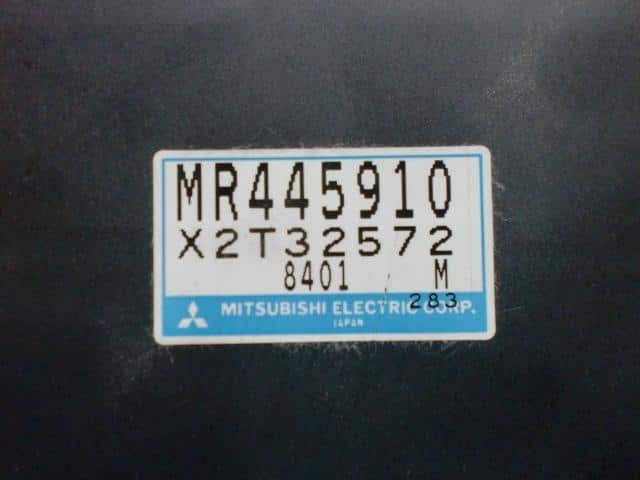 MR445910
X2T32572
8401 M
283
MITSUBISHI ELECTRIC CORP.
JAPAN